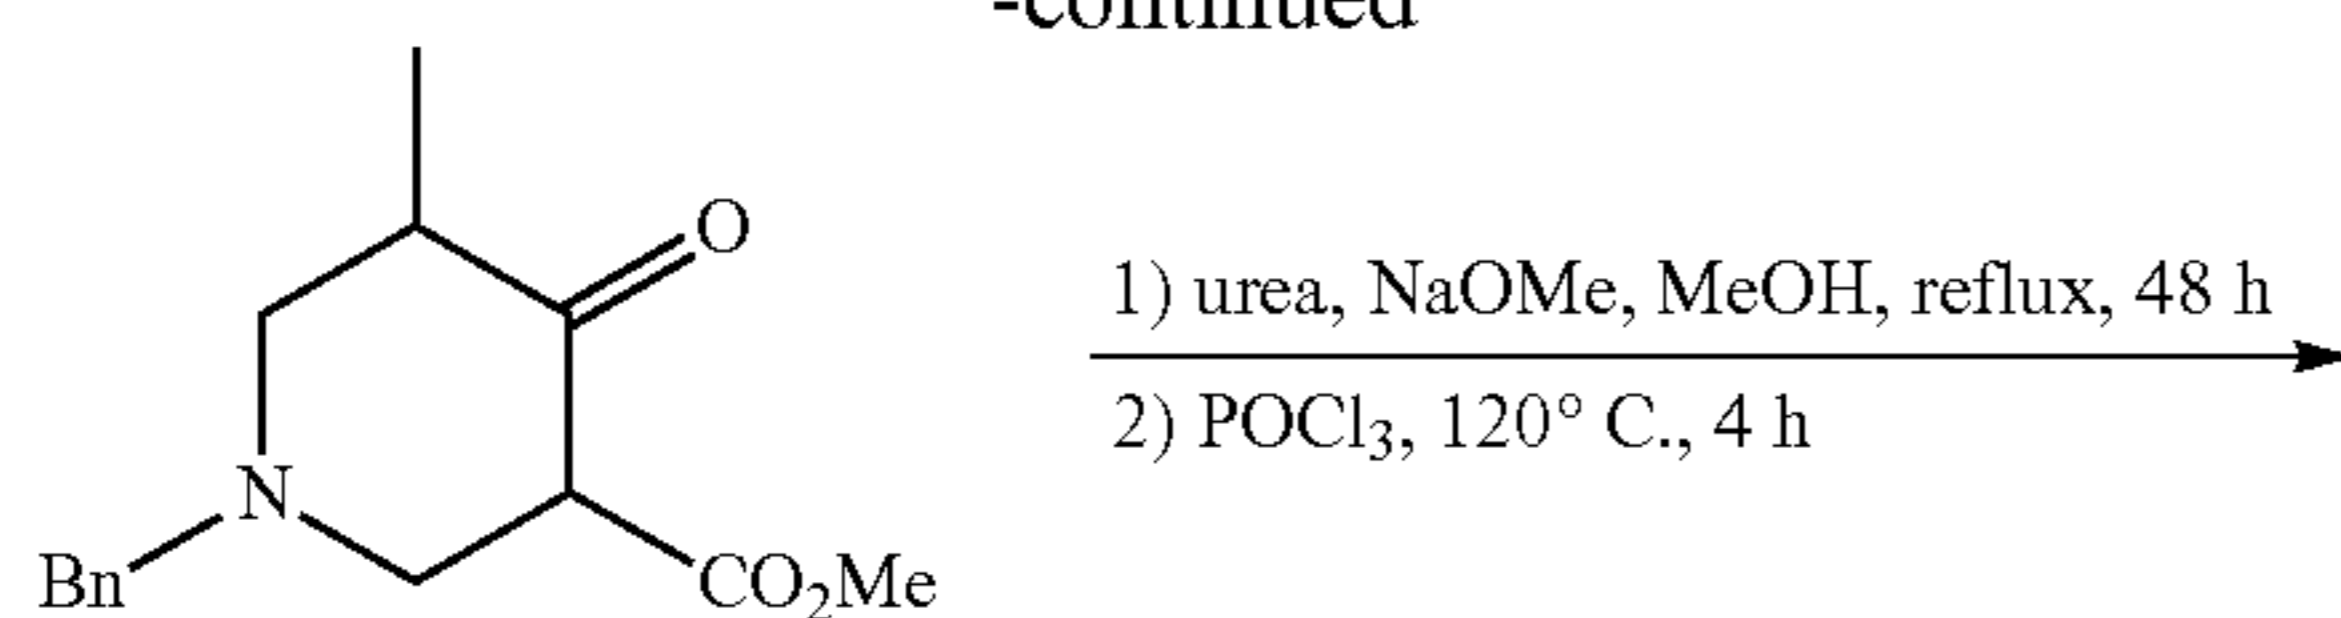 -continued
O
1) urea, NaOMe, MeOH, reflux, 48 h
2) POCl₃, 120° C., 4 h
N
Bn
CO₂Me